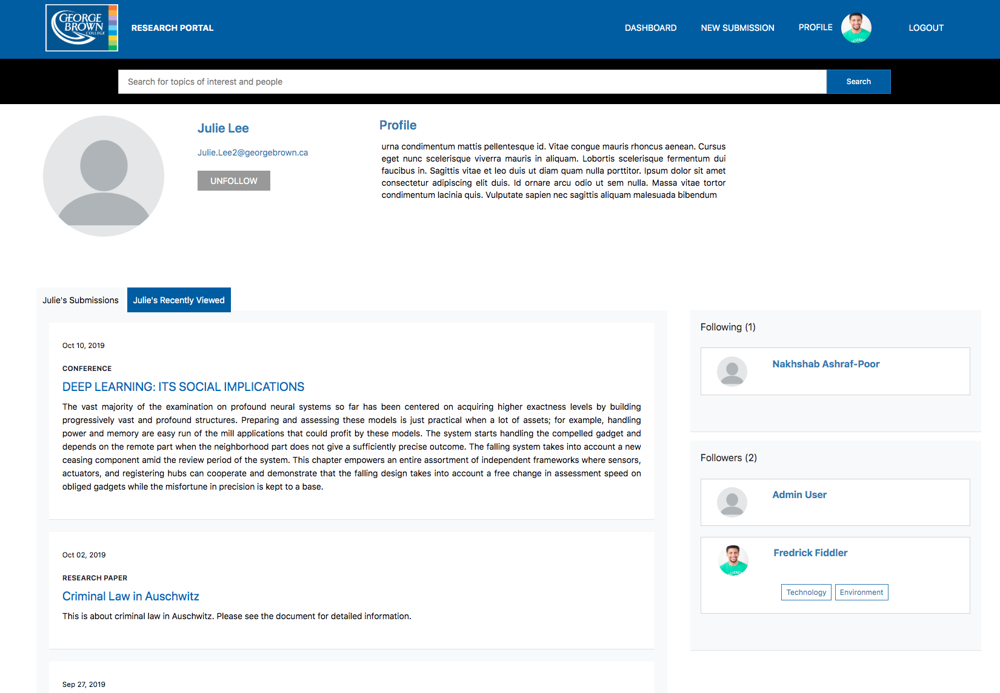 GEORGE
BROWN
COLLEGE
RESEARCH PORTAL
DASHBOARD
NEW SUBMISSION
PROFILE
LOGOUT
Search for topics of interest and people
Search
Julie Lee
Julie.Lee2@georgebrown.ca
UNFOLLOW
Profile
urna condimentum mattis pellentesque id. Vitae congue mauris rhoncus aenean. Cursus
eget nunc scelerisque viverra mauris in aliquam. Lobortis scelerisque fermentum dui
faucibus in. Sagittis vitae et leo duis ut diam quam nulla porttitor. Ipsum dolor sit amet
consectetur adipiscing elit duis. Id ornare arcu odio ut sem nulla. Massa vitae tortor
condimentum lacinia quis. Vulputate sapien nec sagittis aliquam malesuada bibendum
Julie's Submissions
Julie's Recently Viewed
Oct 10, 2019
CONFERENCE
DEEP LEARNING: ITS SOCIAL IMPLICATIONS
The vast majority of the examination on profound neural systems so far has been centered on acquiring higher exactness levels by building
progressively vast and profound structures. Preparing and assessing these models is just practical when a lot of assets; for example, handling
power and memory are easy run of the mill applications that could profit by these models. The system starts handling the compelled gadget and
depends on the remote part when the neighborhood part does not give a sufficiently precise outcome. The falling system takes into account a new
ceasing component amid the review period of the system. This chapter empowers an entire assortment of independent frameworks where sensors,
actuators, and registering hubs can cooperate and demonstrate that the falling design takes into account a free change in assessment speed on
obliged gadgets while the misfortune in precision is kept to a base.
Oct 02, 2019
RESEARCH PAPER
Criminal Law in Auschwitz
This is about criminal law in Auschwitz. Please see the document for detailed information.
Sep 27, 2019
Following (1)
Nakhshab Ashraf-Poor
Followers (2)
Admin User
Fredrick Fiddler
Technology
Environment